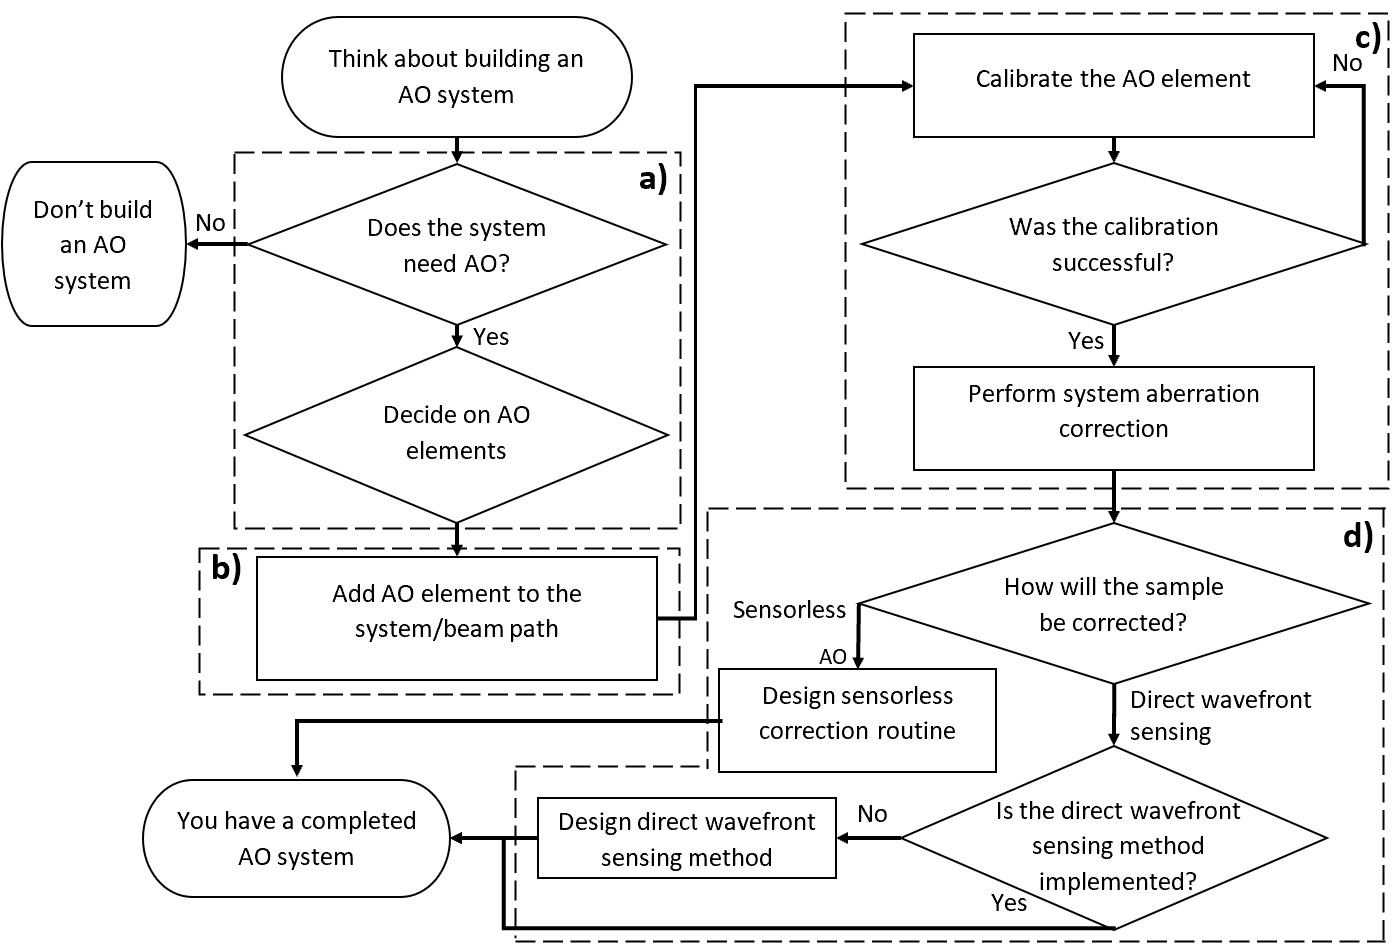 Think about building an
AO system
a)
Does the system
need AO?
No
Don’t build
an AO
system
Yes
Decide on AO
elements
b)
Add AO element to the
system/beam path
c)
Calibrate the AO element
No
Was the calibration
successful?
Yes
Perform system aberration
correction
d)
How will the sample
be corrected?
Sensorless
AO
Design sensorless
correction routine
Direct wavefront
sensing
Is the direct wavefront
sensing method
implemented?
No
Design direct wavefront
sensing method
Yes
You have a completed
AO system